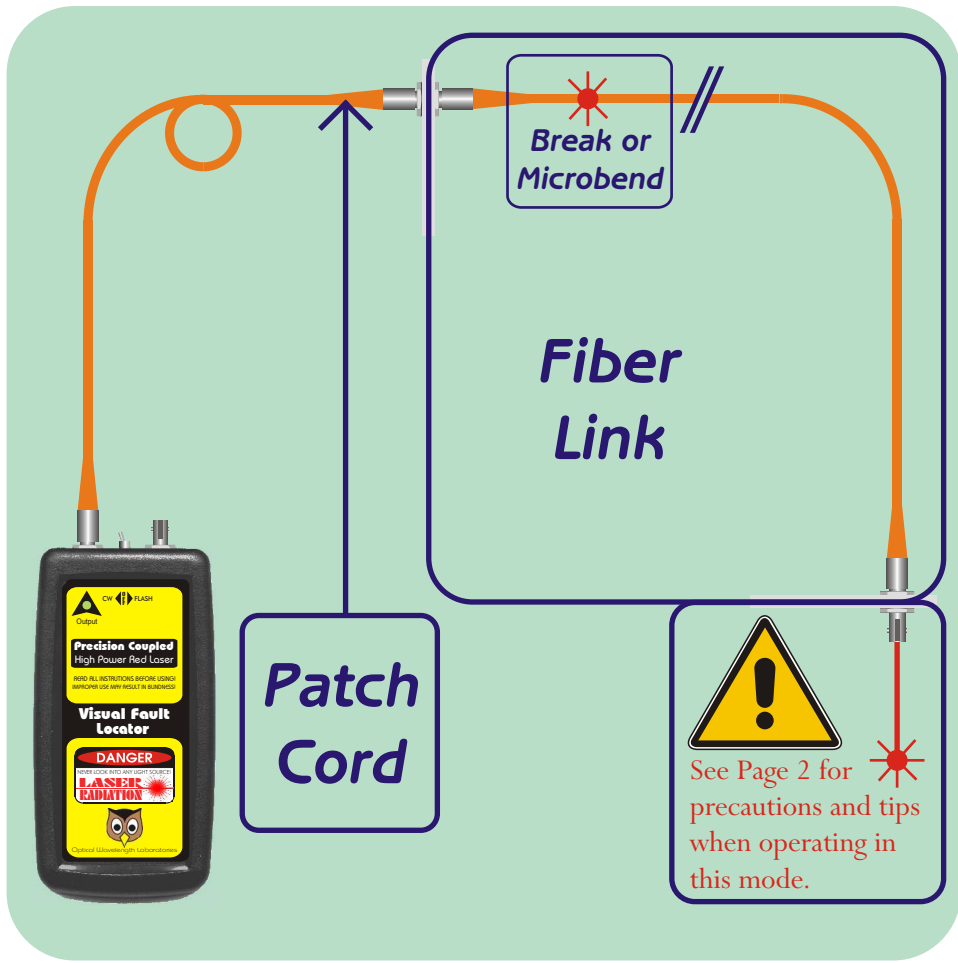 Break or
Microbend
Fiber
Link
Patch
Cord
CW OFF FLASH
Output
Precision Coupled
High Power Red Laser
READ ALL INSTRUTIONS BEFORE USING!
IMPROPER USE MAY RESULT IN BLINDNESS!
Visual Fault
Locator
DANGER
NEVER LOOK INTO ANY LIGHT SOURCE!
LASER
RADIATION
Optical Wavelength Laboratories
See Page 2 for
precautions and tips
when operating in
this mode.